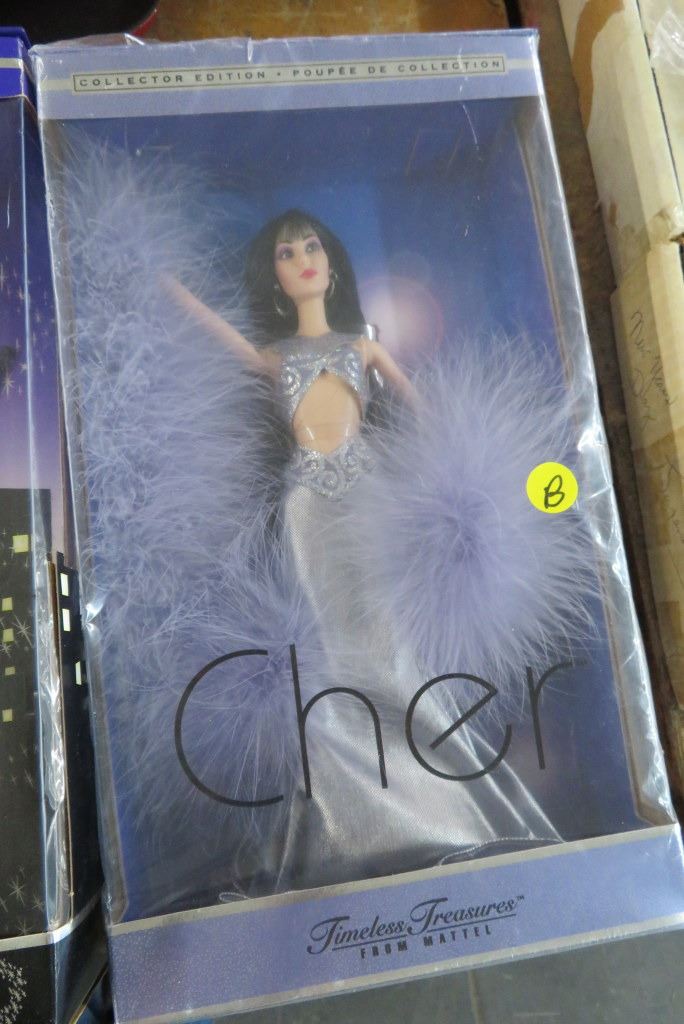 COLLECTOR EDITION • POUPÉE DE COLLECTION
B
Cher
Timeless Treasures™
FROM MATTEL